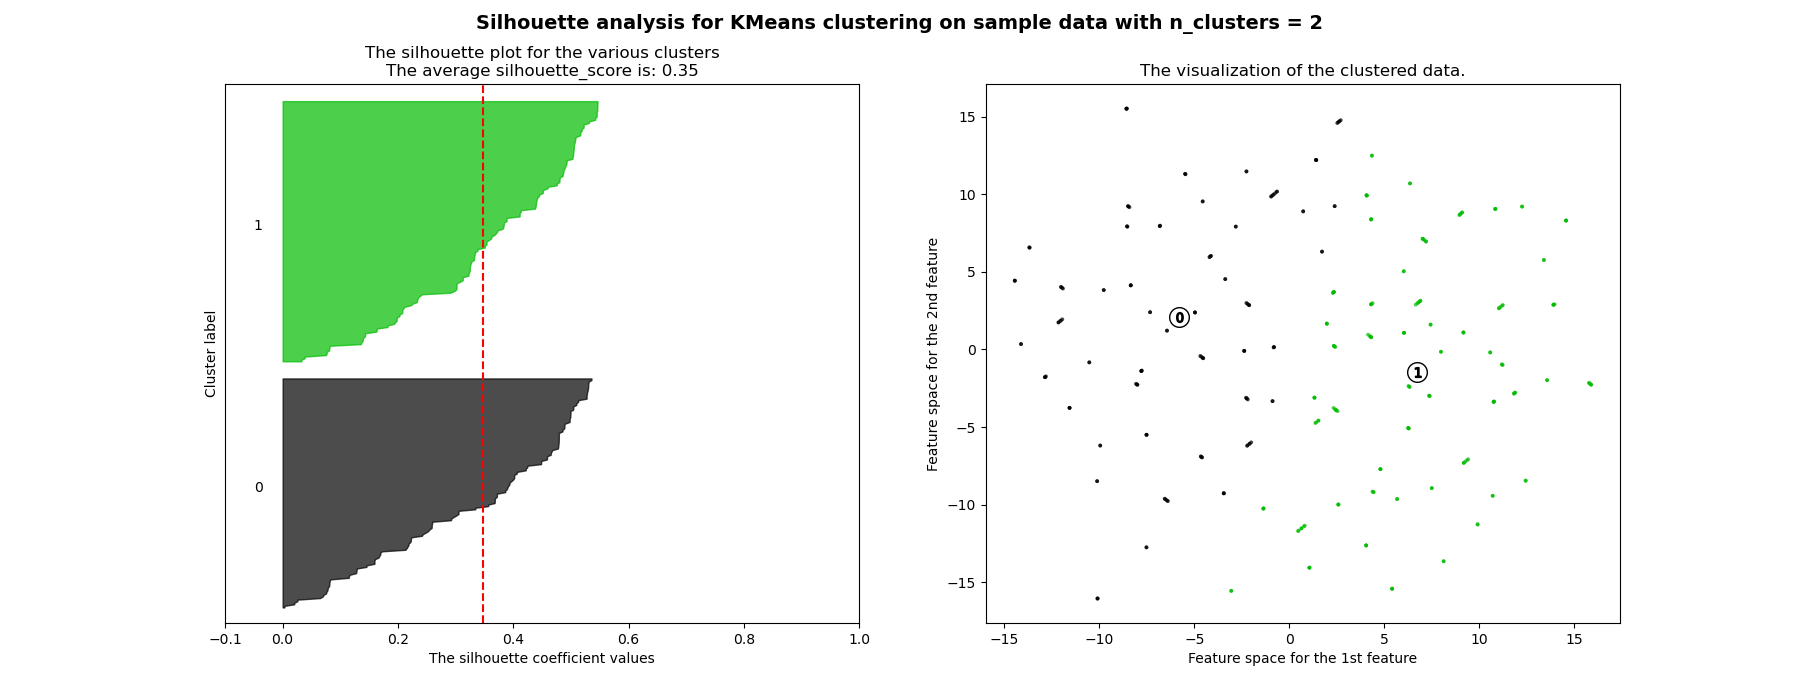 Silhouette analysis for KMeans clustering on sample data with n_clusters = 2
The silhouette plot for the various clusters
The average silhouette_score is: 0.35
Cluster label
1
0
−0.1 0.0 0.2 0.4 0.6 0.8 1.0
The silhouette coefficient values
The visualization of the clustered data.
Feature space for the 2nd feature
15
10
5
0
−5
−10
−15
0
1
−15 −10 −5 0 5 10 15
Feature space for the 1st feature